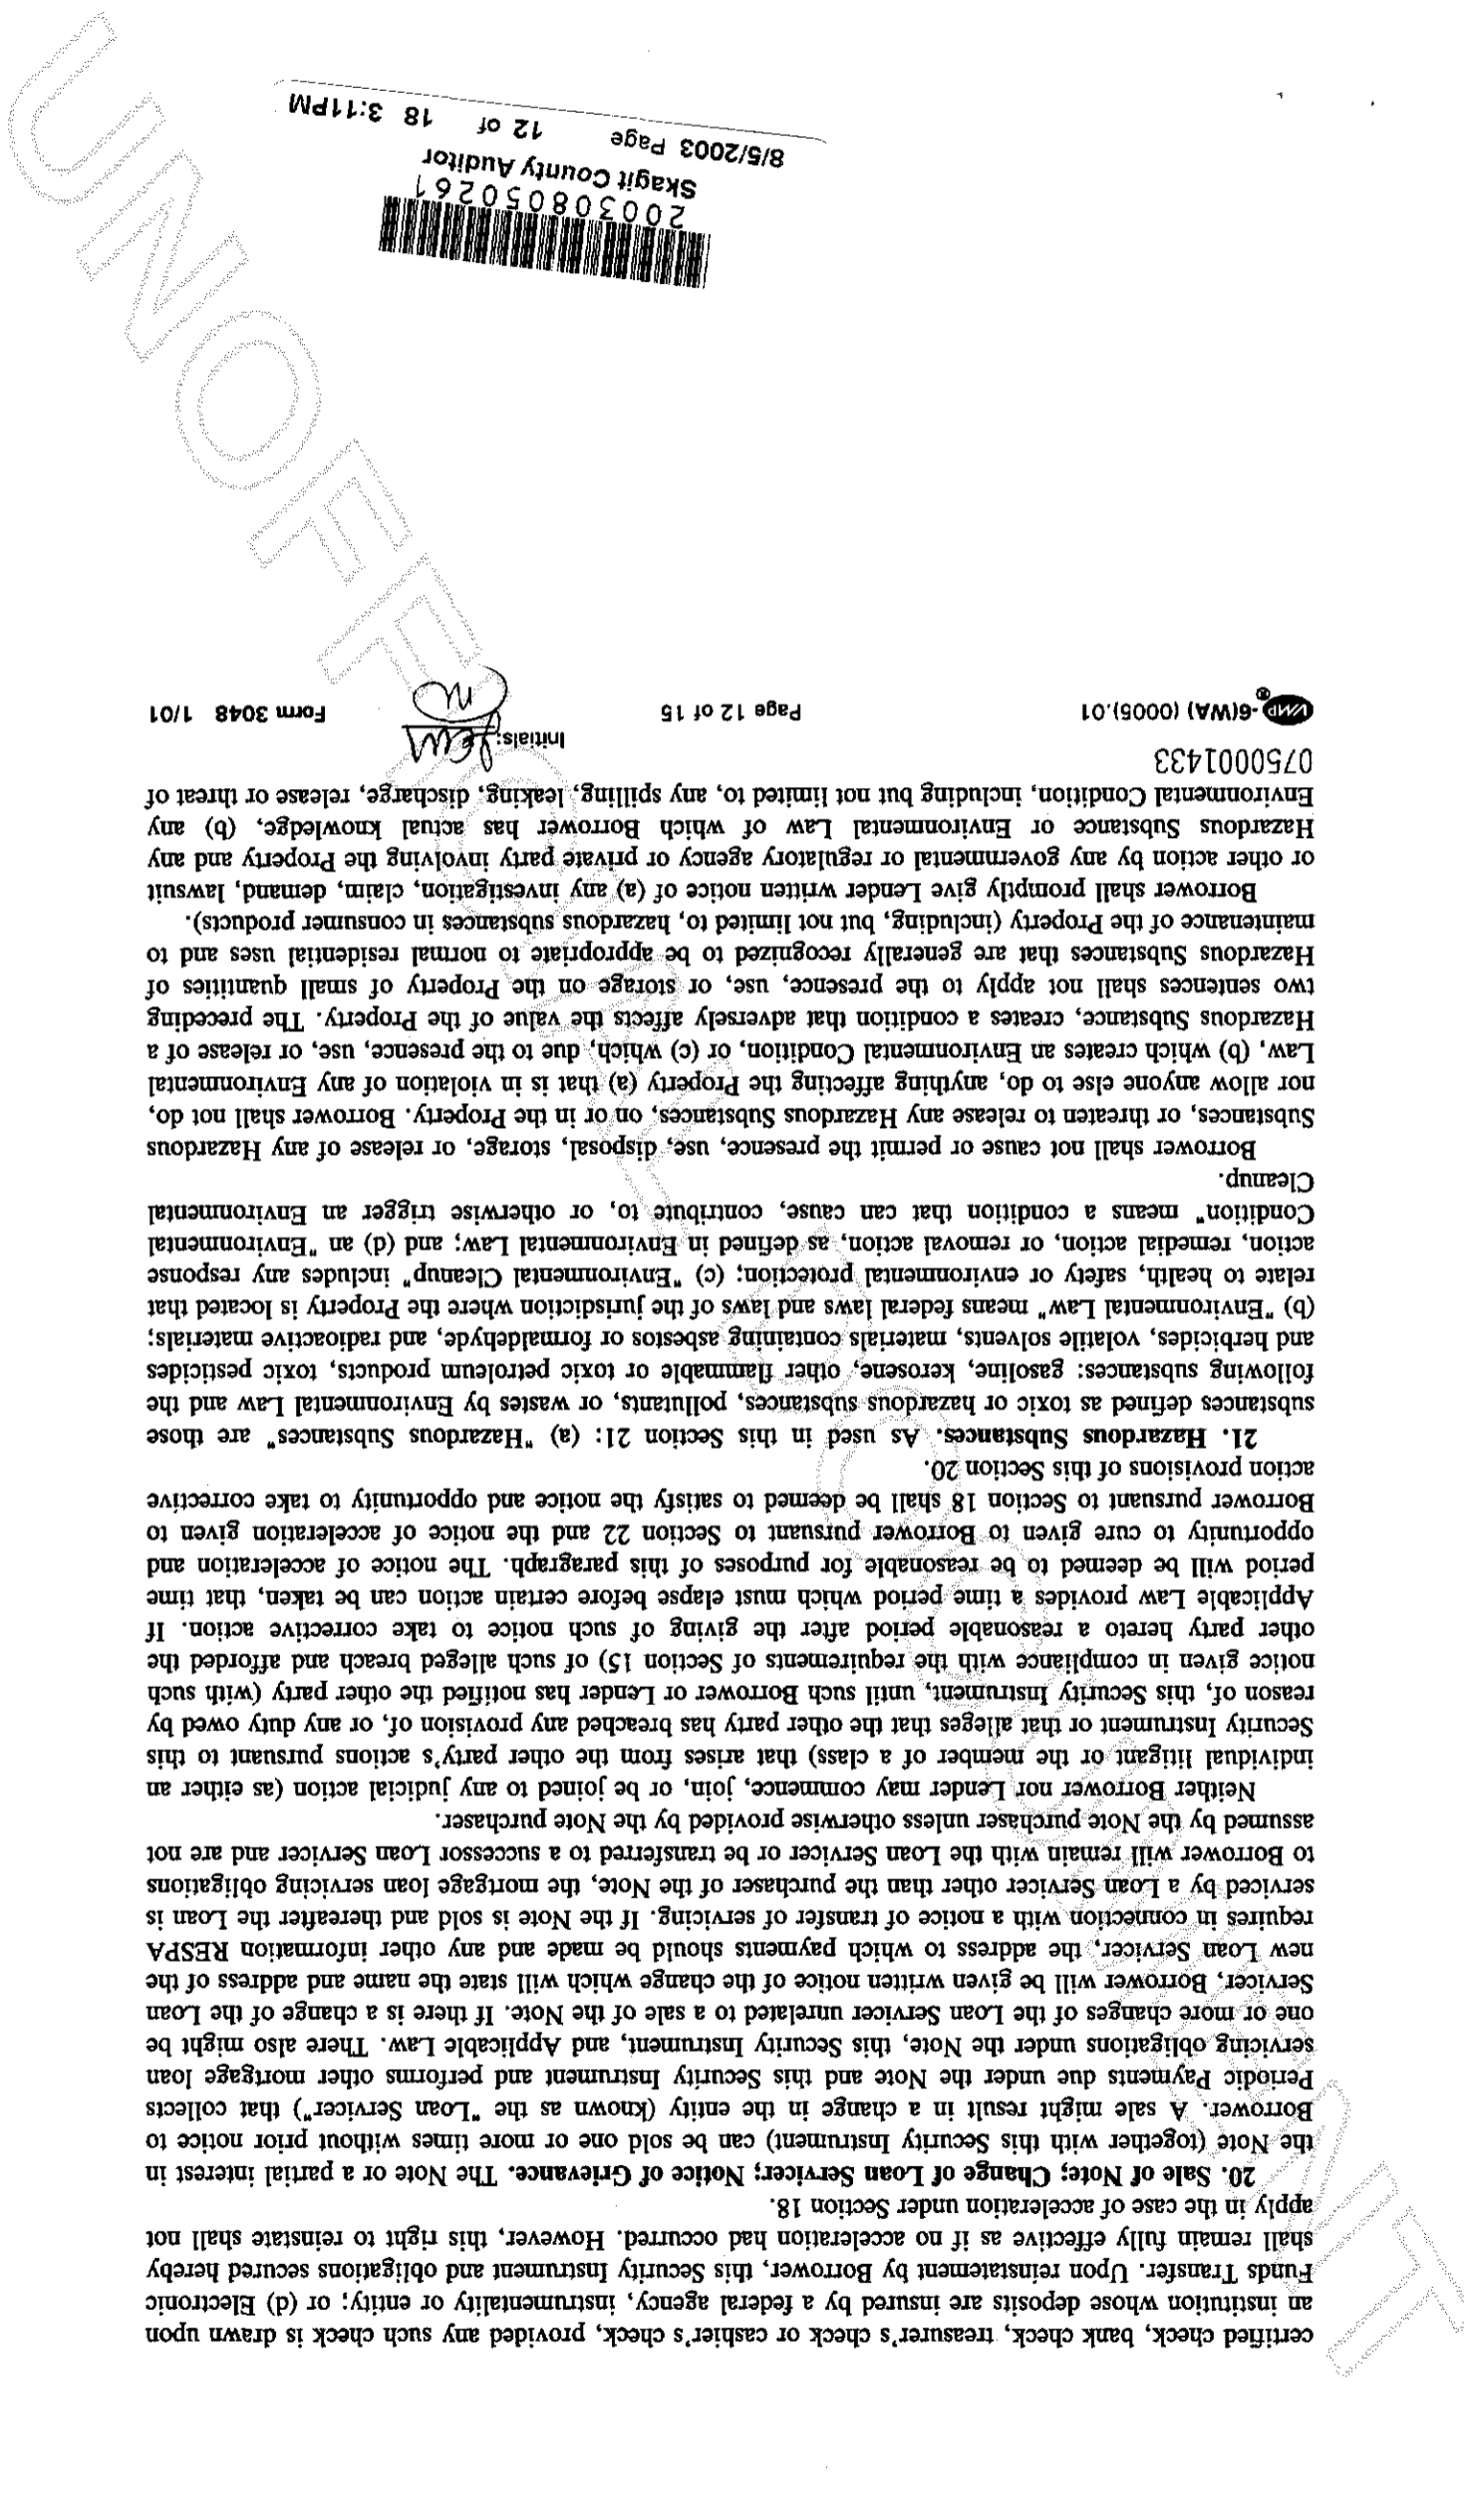 certified check, bank check, treasurer's check or cashier's check, provided any such check is drawn upon
an institution whose deposits are insured by a federal agency, instrumentality or entity; or (d) Electronic
Funds Transfer. Upon reinstatement by Borrower, this Security Instrument and obligations secured hereby
shall remain fully effective as if no acceleration had occurred. However, this right to reinstate shall not
apply in the case of acceleration under Section 18.
20. Sale of Note; Change of Loan Servicer; Notice of Grievance. The Note or a partial interest in
the Note (together with this Security Instrument) can be sold one or more times without prior notice to
Borrower. A sale might result in a change in the entity (known as the "Loan Servicer") that collects
Periodic Payments due under the Note and this Security Instrument and performs other mortgage loan
servicing obligations under the Note, this Security Instrument, and Applicable Law. There also might be
one or more changes of the Loan Servicer unrelated to a sale of the Note. If there is a change of the Loan
Servicer, Borrower will be given written notice of the change which will state the name and address of the
new Loan Servicer, the address to which payments should be made and any other information RESPA
requires in connection with a notice of transfer of servicing. If the Note is sold and thereafter the Loan is
serviced by a Loan Servicer other than the purchaser of the Note, the mortgage loan servicing obligations
to Borrower will remain with the Loan Servicer or be transferred to a successor Loan Servicer and are not
assumed by the Note purchaser unless otherwise provided by the Note purchaser.
Neither Borrower nor Lender may commence, join, or be joined to any judicial action (as either an
individual litigant or the member of a class) that arises from the other party's actions pursuant to this
Security Instrument or that alleges that the other party has breached any provision of, or any duty owed by
reason of, this Security Instrument, until such Borrower or Lender has notified the other party (with such
notice given in compliance with the requirements of Section 15) of such alleged breach and afforded the
other party hereto a reasonable period after the giving of such notice to take corrective action. If
Applicable Law provides a time period which must elapse before certain action can be taken, that time
period will be deemed to be reasonable for purposes of this paragraph. The notice of acceleration and
opportunity to cure given to Borrower pursuant to Section 22 and the notice of acceleration given to
Borrower pursuant to Section 18 shall be deemed to satisfy the notice and opportunity to take corrective
action provisions of this Section 20.
21. Hazardous Substances. As used in this Section 21: (a) "Hazardous Substances" are those
substances defined as toxic or hazardous substances, pollutants, or wastes by Environmental Law and the
following substances: gasoline, kerosene, other flammable or toxic petroleum products, toxic pesticides
and herbicides, volatile solvents, materials containing asbestos or formaldehyde, and radioactive materials;
(b) "Environmental Law" means federal laws and laws of the jurisdiction where the Property is located that
relate to health, safety or environmental protection; (c) "Environmental Cleanup" includes any response
action, remedial action, or removal action, as defined in Environmental Law; and (d) an "Environmental
Condition" means a condition that can cause, contribute to, or otherwise trigger an Environmental
Cleanup.
Borrower shall not cause or permit the presence, use, disposal, storage, or release of any Hazardous
Substances, or threaten to release any Hazardous Substances, on or in the Property. Borrower shall not do,
nor allow anyone else to do, anything affecting the Property (a) that is in violation of any Environmental
Law, (b) which creates an Environmental Condition, or (c) which, due to the presence, use, or release of a
Hazardous Substance, creates a condition that adversely affects the value of the Property. The preceding
two sentences shall not apply to the presence, use, or storage on the Property of small quantities of
Hazardous Substances that are generally recognized to be appropriate to normal residential uses and to
maintenance of the Property (including, but not limited to, hazardous substances in consumer products).
Borrower shall promptly give Lender written notice of (a) any investigation, claim, demand, lawsuit
or other action by any governmental or regulatory agency or private party involving the Property and any
Hazardous Substance or Environmental Law of which Borrower has actual knowledge, (b) any
Environmental Condition, including but not limited to, any spilling, leaking, discharge, release or threat of
0750001433
Initials:
VMP®-6(WA) (0005).01 Page 12 of 15 Form 3048 1/01
200308050261
Skagit County Auditor
8/5/2003 Page 12 of 18 3:11PM
UNOFFICIAL DOCUMENT